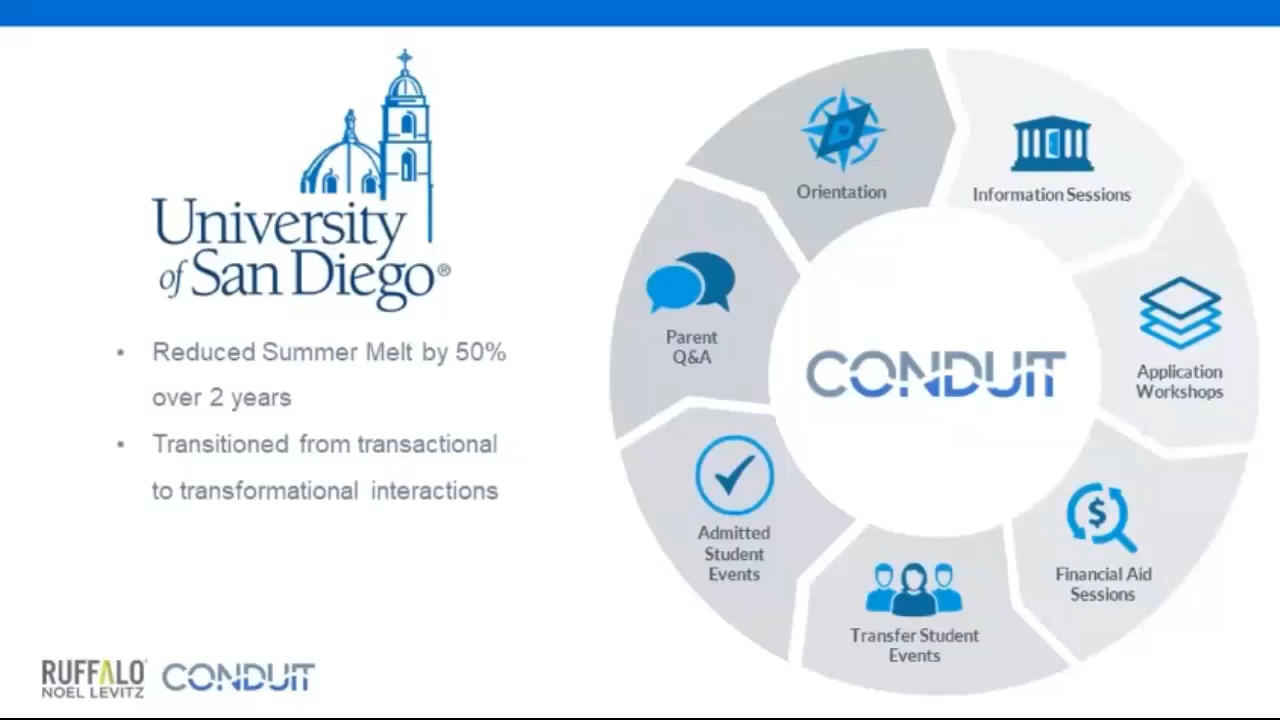 University
of San Diego®
• Reduced Summer Melt by 50%
over 2 years
• Transitioned from transactional
to transformational interactions
Orientation
Information Sessions
Parent
Q&A
Application
Workshops
CONDUIT
Admitted
Student
Events
Financial Aid
Sessions
$
Transfer Student
Events
RUFFALO
NOEL LEVITZ
CONDUIT